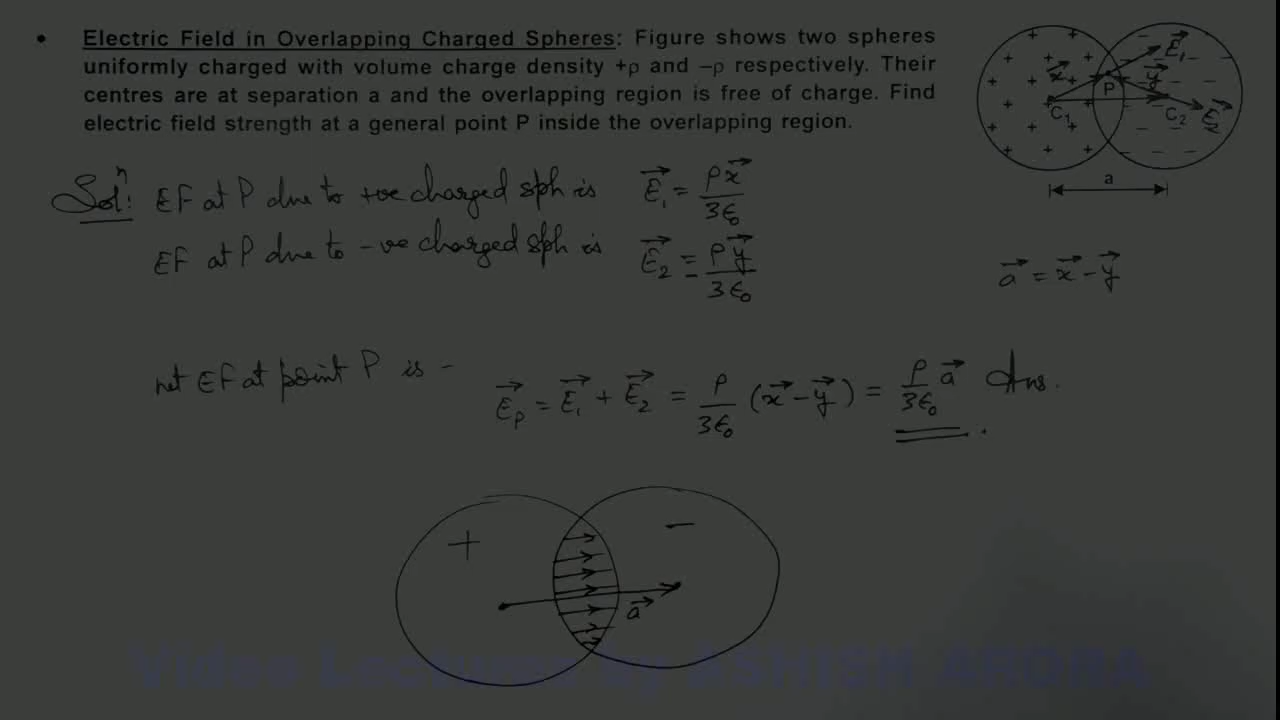 • Electric Field in Overlapping Charged Spheres: Figure shows two spheres
uniformly charged with volume charge density +ρ and –ρ respectively. Their
centres are at separation a and the overlapping region is free of charge. Find
electric field strength at a general point P inside the overlapping region.
x⃗ E⃗₁ y⃗ P C₁ C₂ E⃗₂
a
Solⁿ: EF at P due to +ve charged sph is E⃗₁ = ρx⃗/3ε₀
EF at P due to -ve charged sph is E⃗₂ = ρy⃗/3ε₀
a⃗ = x⃗ - y⃗
net EF at point P is - E⃗p = E⃗₁ + E⃗₂ = ρ/3ε₀ (x⃗ - y⃗) = ρ/3ε₀ a⃗ Ans.
+ −
a⃗
Video Lectures by ASHISH ARORA